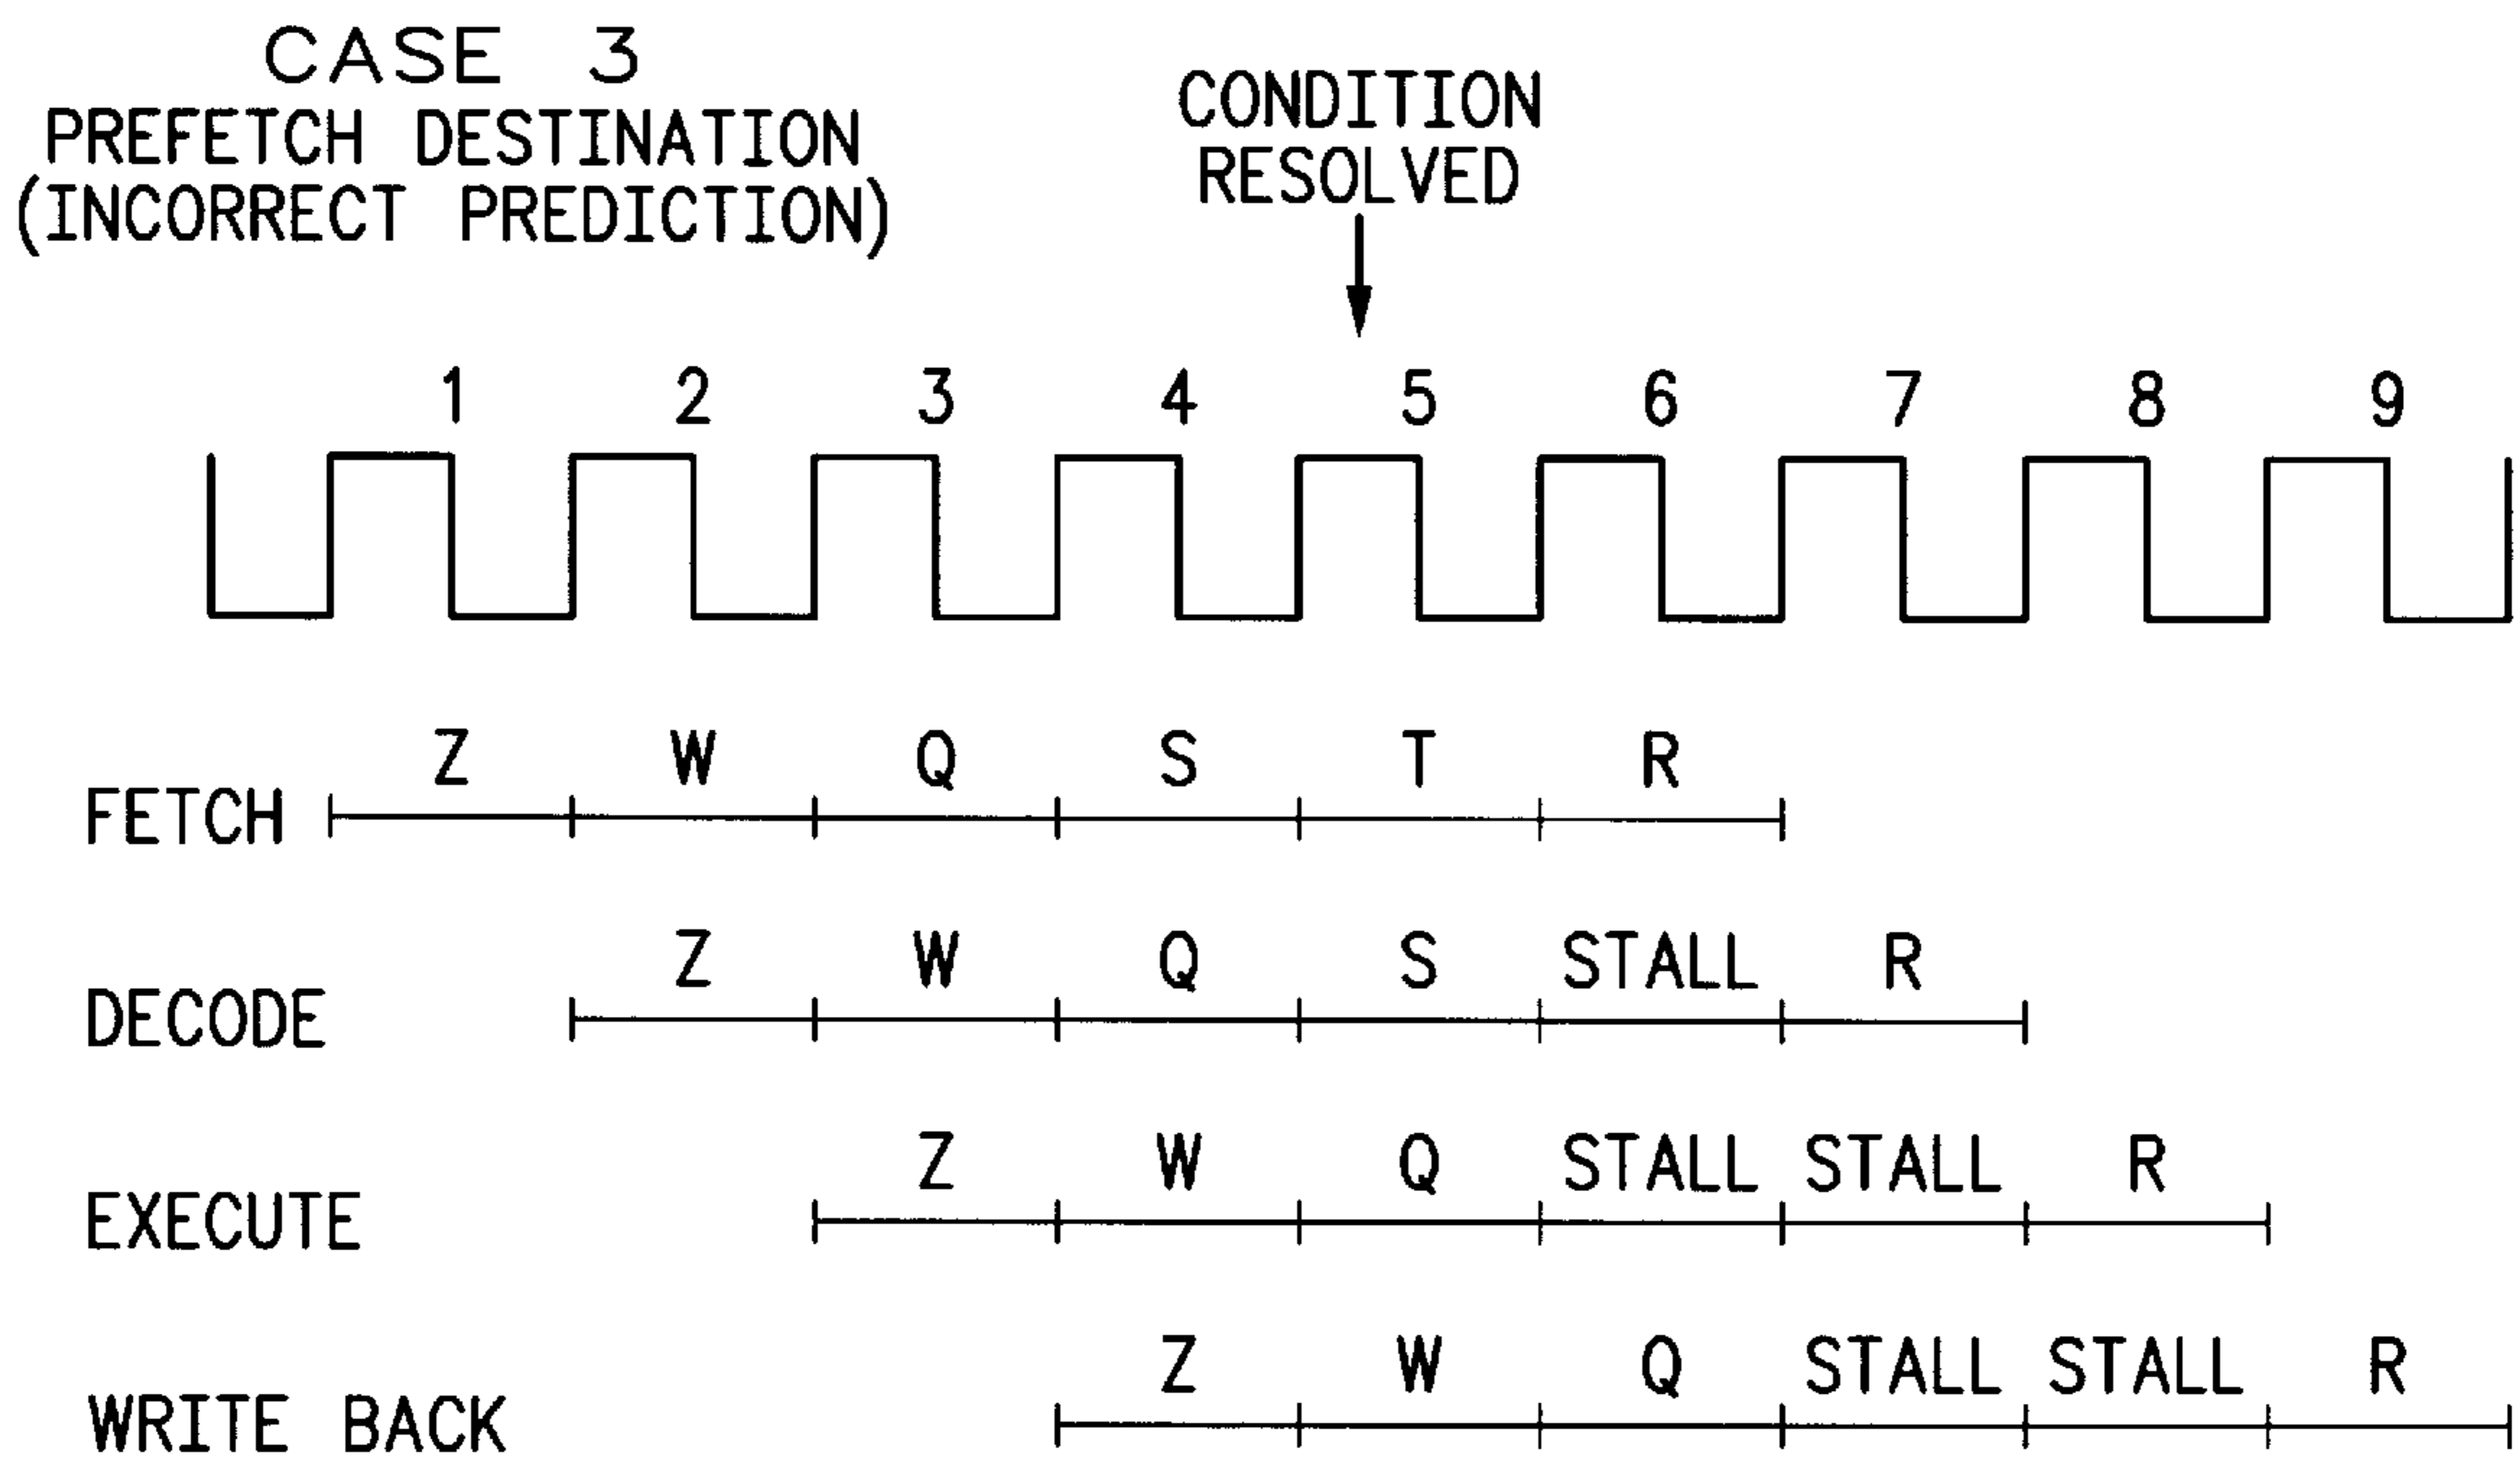 CASE 3
PREFETCH DESTINATION
(INCORRECT PREDICTION)
CONDITION
RESOLVED
1 2 3 4 5 6 7 8 9
Z W Q S T R
FETCH
Z W Q S STALL R
DECODE
Z W Q STALL STALL R
EXECUTE
Z W Q STALL STALL R
WRITE BACK